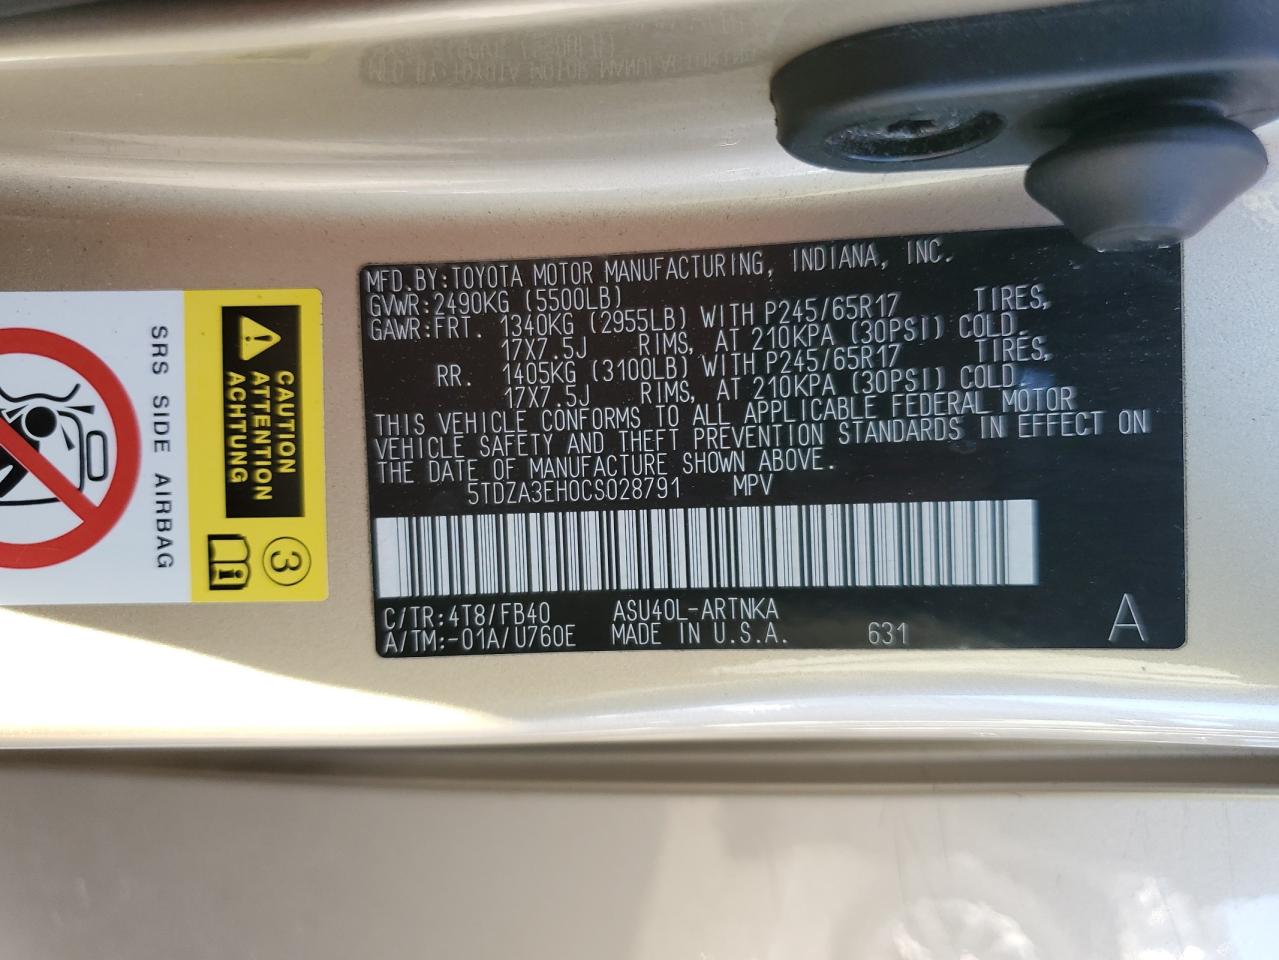 MFD.BY:TOYOTA MOTOR MANUFACTURING, INDIANA, INC.
GVWR:2490KG (5500LB)
GAWR:FRT. 1340KG (2955LB) WITH P245/65R17 TIRES,
17X7.5J RIMS, AT 210KPA (30PSI) COLD.
RR. 1405KG (3100LB) WITH P245/65R17 TIRES,
17X7.5J RIMS, AT 210KPA (30PSI) COLD.
THIS VEHICLE CONFORMS TO ALL APPLICABLE FEDERAL MOTOR
VEHICLE SAFETY AND THEFT PREVENTION STANDARDS IN EFFECT ON
THE DATE OF MANUFACTURE SHOWN ABOVE.
5TDZA3EH0CS028791 MPV
C/TR:4T8/FB40 ASU40L-ARTNKA
A/TM:-01A/U760E MADE IN U.S.A. 631 A
CAUTION
ATTENTION
ACHTUNG
3
SRS SIDE AIRBAG